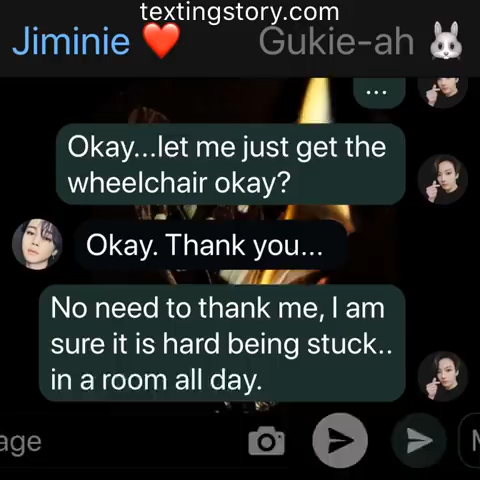 textingstory.com
Jiminie ❤️ Gukie-ah 🐰
...
Okay...let me just get the
wheelchair okay?
Okay. Thank you...
No need to thank me, I am
sure it is hard being stuck..
in a room all day.
age M